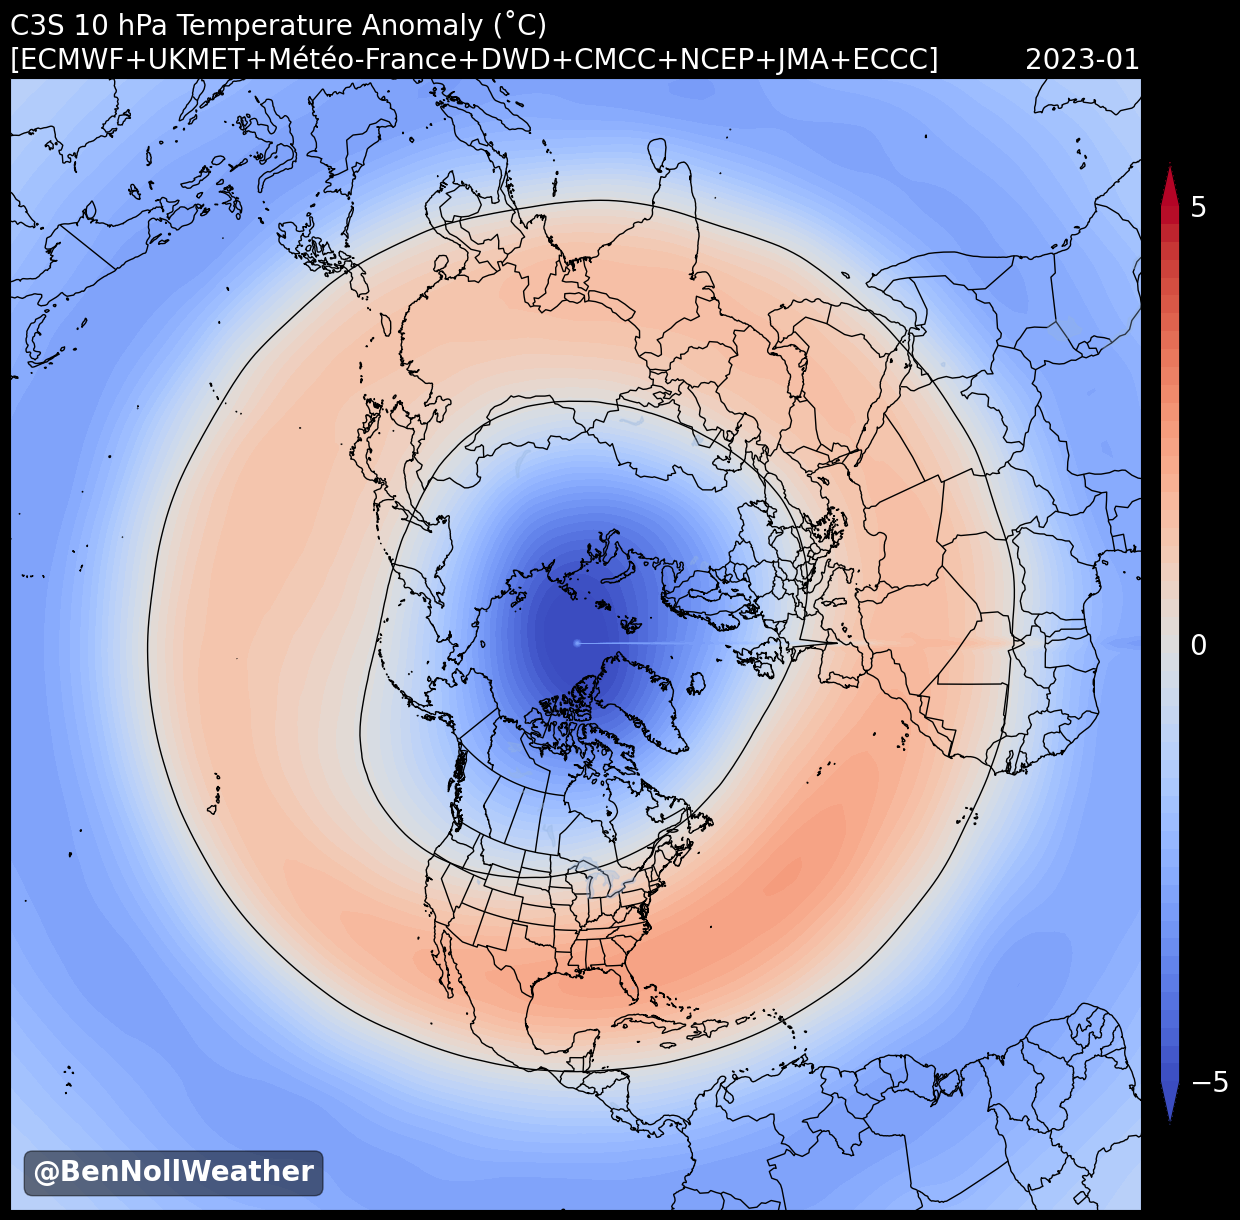 C3S 10 hPa Temperature Anomaly (˚C)
[ECMWF+UKMET+Météo-France+DWD+CMCC+NCEP+JMA+ECCC] 2023-01
5
0
−5
@BenNollWeather